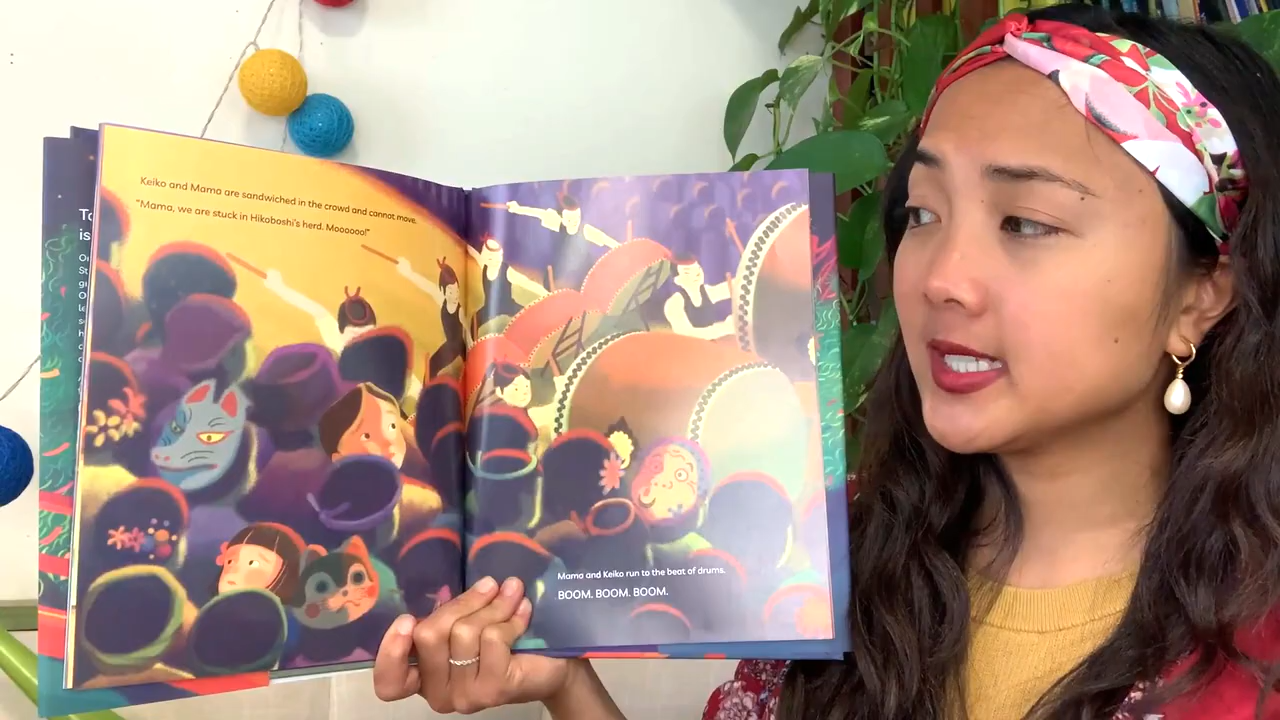 Keiko and Mama are sandwiched in the crowd and cannot move.
"Mama, we are stuck in Hikoboshi's herd. Moooooo!"
Mama and Keiko run to the beat of drums.
BOOM. BOOM. BOOM.